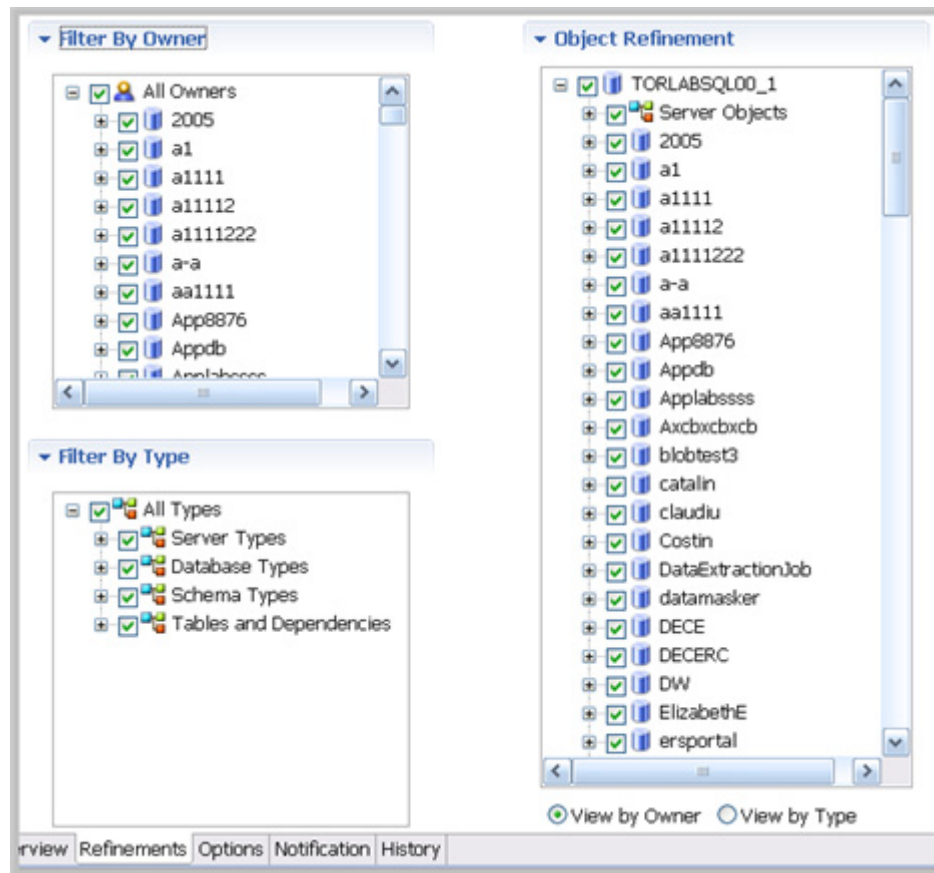 Filter By Owner
All Owners
2005
a1
a1111
a11112
a1111222
a-a
aa1111
App8876
Appdb
Applabssss
Filter By Type
All Types
Server Types
Database Types
Schema Types
Tables and Dependencies
Object Refinement
TORLABSQL00_1
Server Objects
2005
a1
a1111
a11112
a1111222
a-a
aa1111
App8876
Appdb
Applabssss
Axcbxcbxcb
blobtest3
catalin
claudiu
Costin
DataExtractionJob
datamasker
DECE
DECERC
DW
ElizabethE
ersportal
View by Owner View by Type
rview Refinements Options Notification History